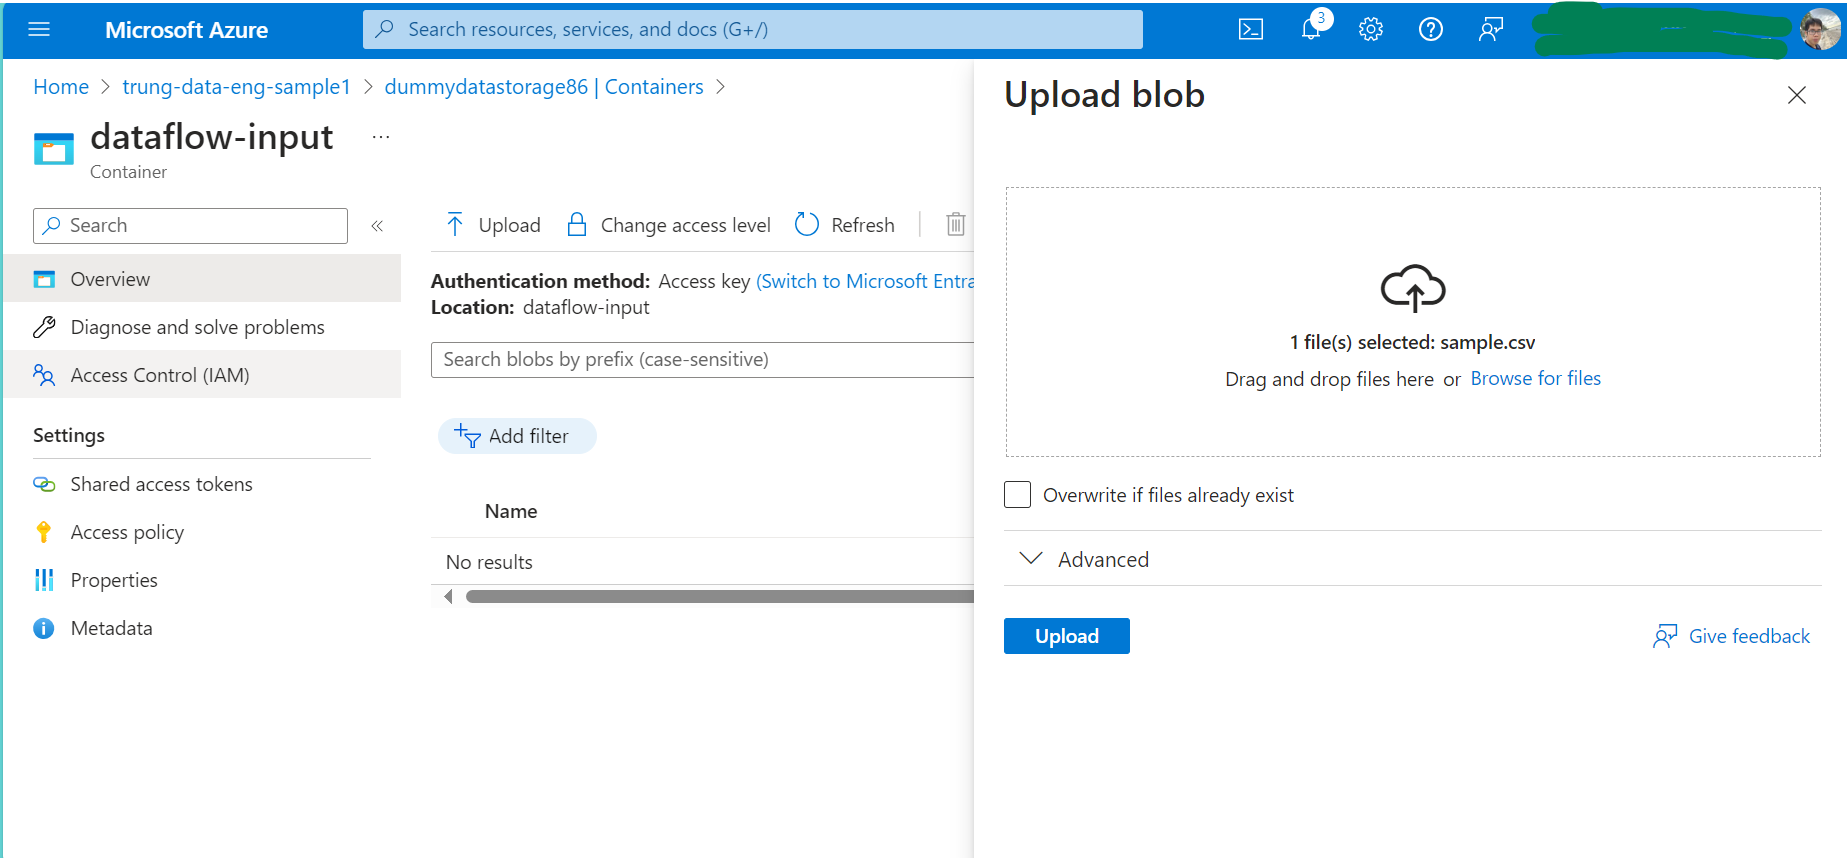 Microsoft Azure
Search resources, services, and docs (G+/)
3
Home > trung-data-eng-sample1 > dummydatastorage86 | Containers >
dataflow-input ...
Container
Search
«
Overview
Diagnose and solve problems
Access Control (IAM)
Settings
Shared access tokens
Access policy
Properties
Metadata
Upload
Change access level
Refresh
Authentication method: Access key (Switch to Microsoft Entra
Location: dataflow-input
Search blobs by prefix (case-sensitive)
Add filter
Name
No results
Upload blob
1 file(s) selected: sample.csv
Drag and drop files here or Browse for files
Overwrite if files already exist
Advanced
Upload
Give feedback